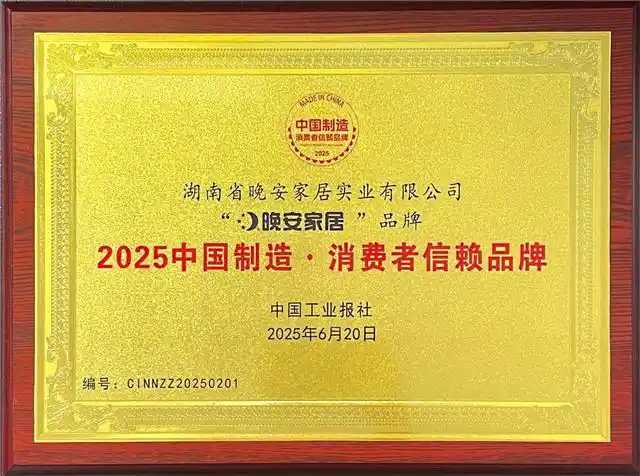 MADE IN CHINA
中国制造
消费者信赖品牌
2025
湖南省晚安家居实业有限公司
“晚安家居”品牌
2025中国制造·消费者信赖品牌
中国工业报社
2025年6月20日
编号：CINNZZ20250201